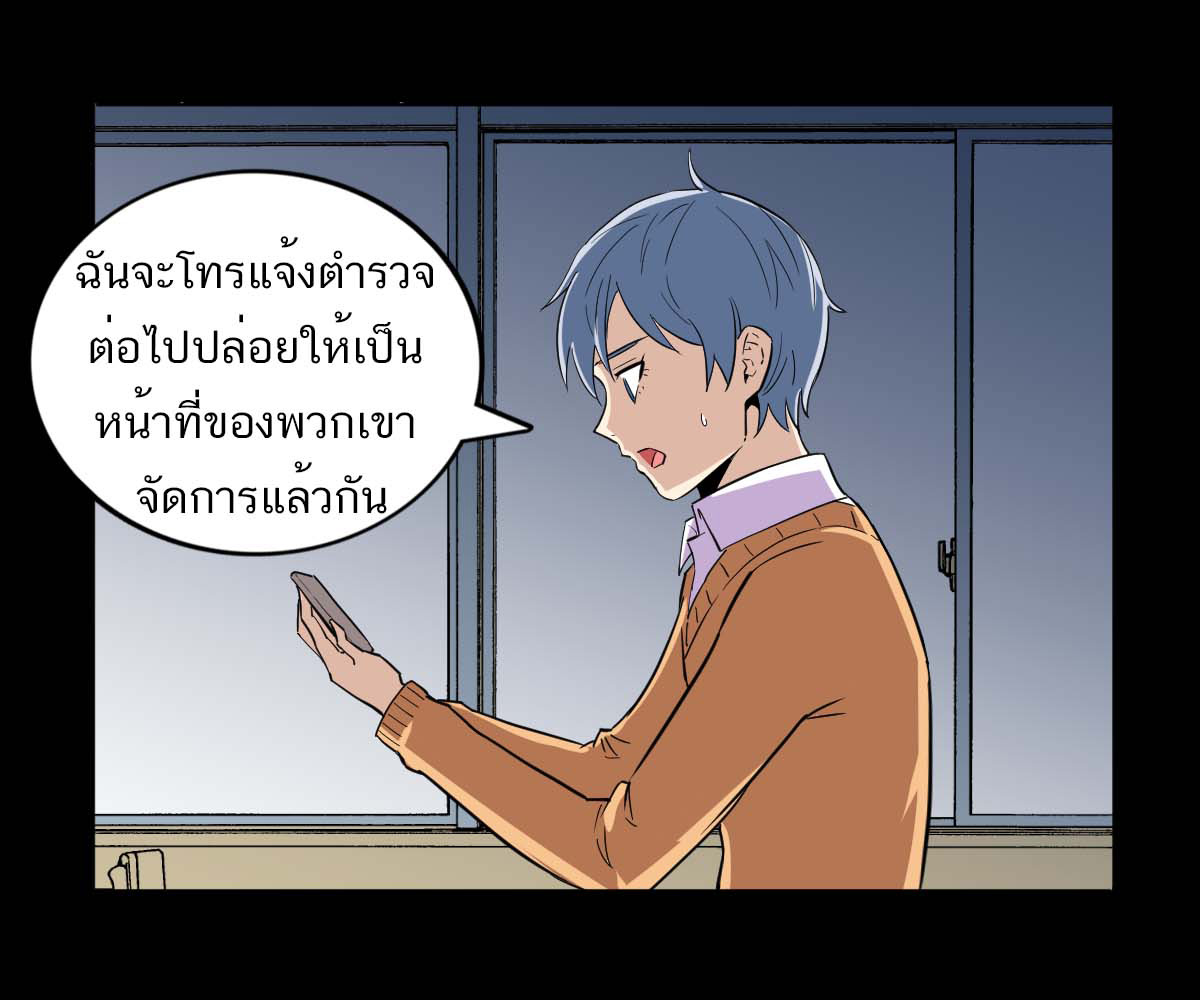 ฉันจะโทรแจ้งตำรวจ
ต่อไปปล่อยให้เป็น
หน้าที่ของพวกเขา
จัดการแล้วกัน